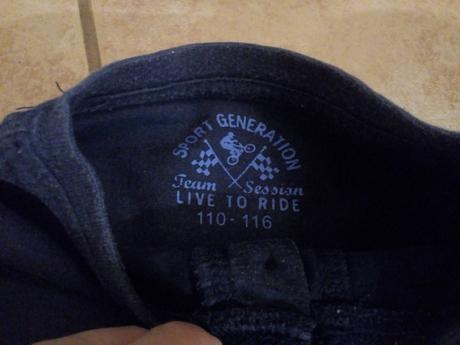 SPORT GENERATION
Team Session
LIVE TO RIDE
110-116